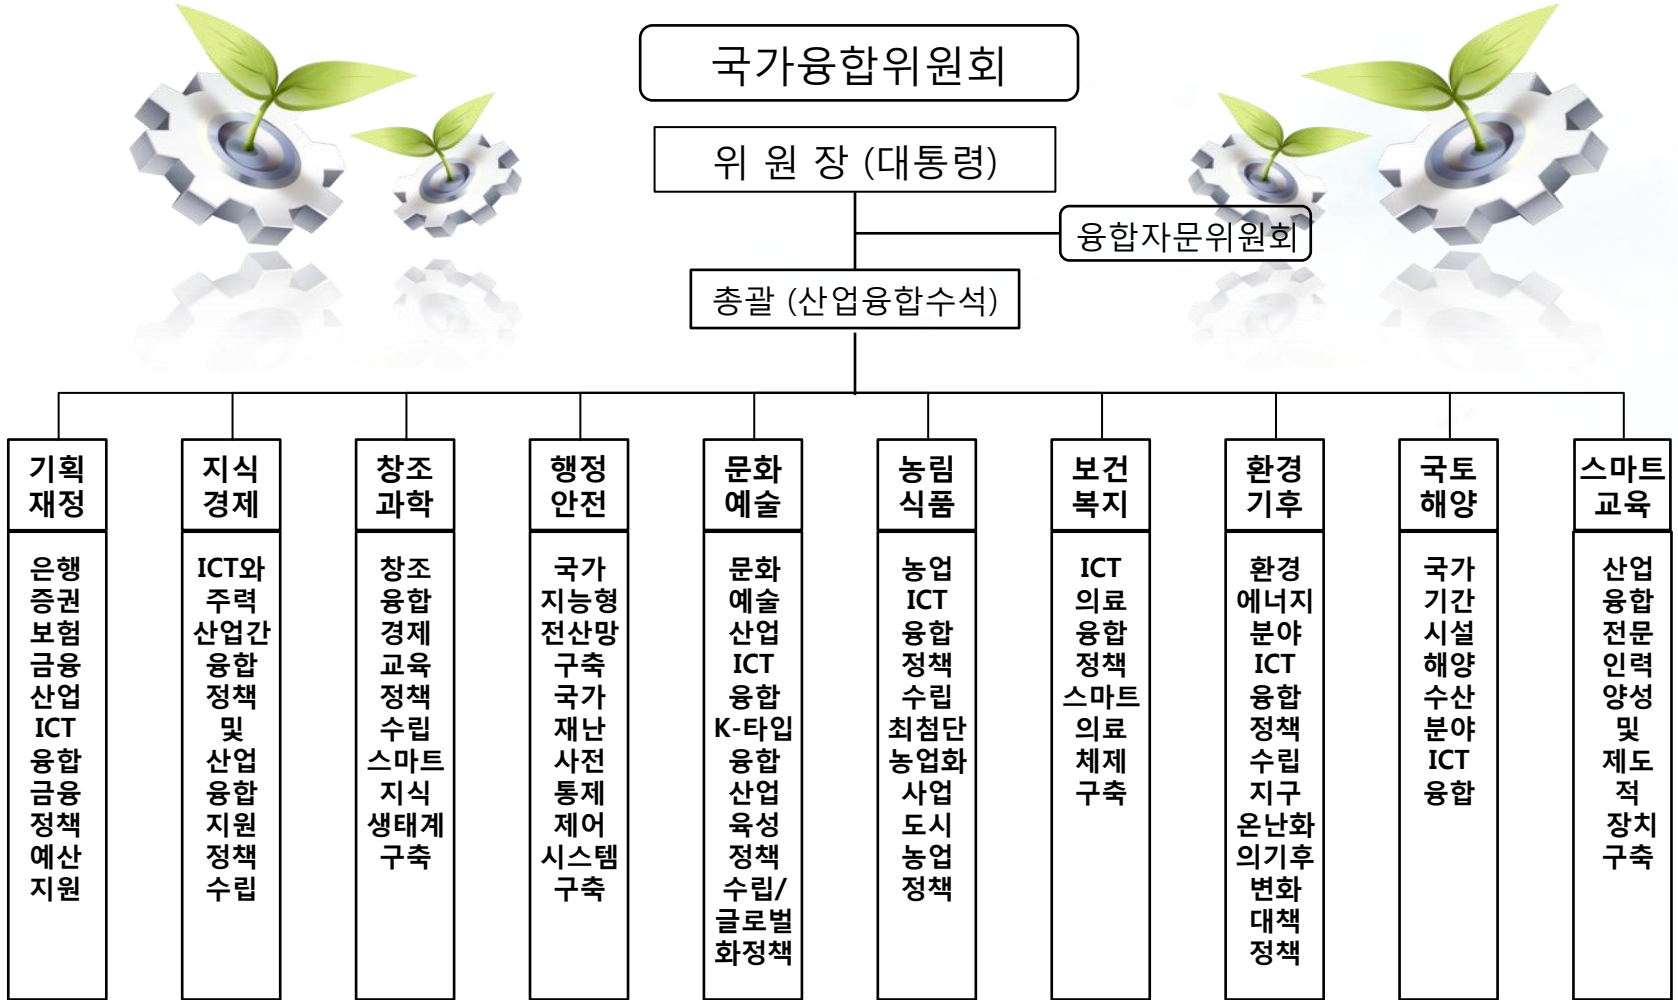 국가융합위원회
위 원 장 (대통령)
융합자문위원회
총괄 (산업융합수석)
기획
재정
은행
증권
보험
금융
산업
ICT
융합
금융
정책
예산
지원
지식
경제
ICT와
주력
산업간
융합
정책
및
산업
융합
지원
정책
수립
창조
과학
창조
융합
경제
교육
정책
수립
스마트
지식
생태계
구축
행정
안전
국가
지능형
전산망
구축
국가
재난
사전
통제
제어
시스템
구축
문화
예술
문화
예술
산업
ICT
융합
K-타입
융합
산업
육성
정책
수립/
글로벌
화정책
농림
식품
농업
ICT
융합
정책
수립
최첨단
농업화
사업
도시
농업
정책
보건
복지
ICT
의료
융합
정책
스마트
의료
체제
구축
환경
기후
환경
에너지
분야
ICT
융합
정책
수립
지구
온난화
의기후
변화
대책
정책
국토
해양
국가
기간
시설
해양
수산
분야
ICT
융합
스마트
교육
산업
융합
전문
인력
양성
및
제도
적
장치
구축